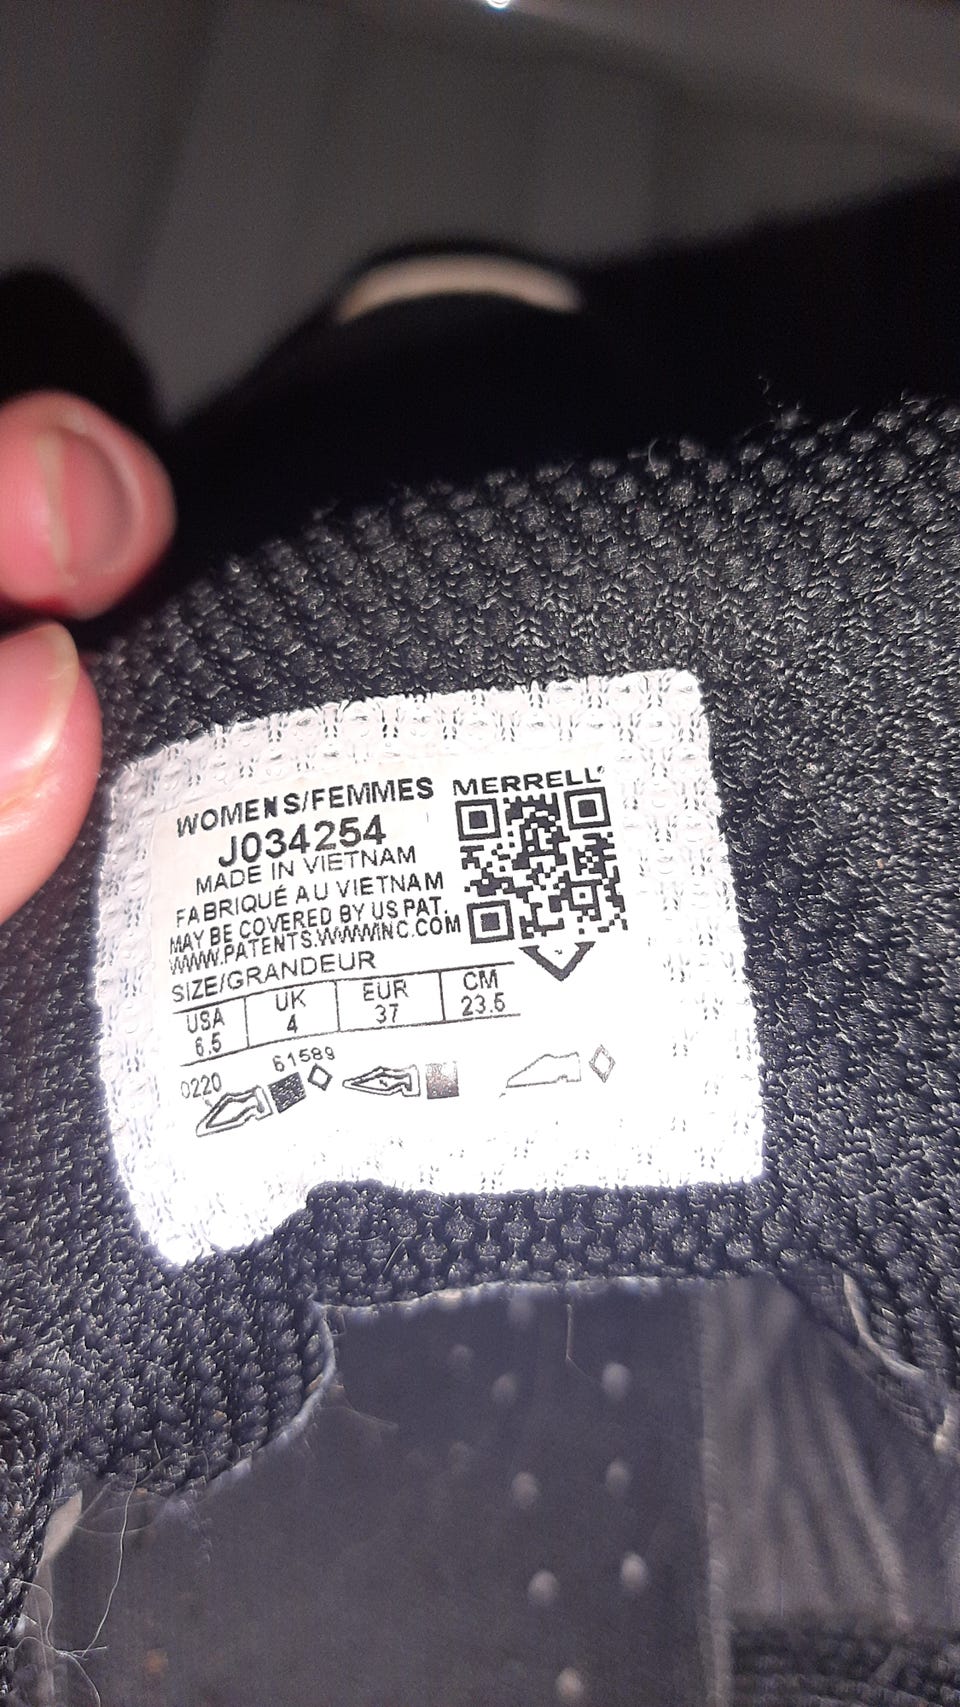 WOMENS/FEMMES
J034254
MADE IN VIETNAM
FABRIQUÉ AU VIETNAM
MAY BE COVERED BY US PAT.
WWW.PATENTS.WWWINC.COM
SIZE/GRANDEUR
USA UK EUR CM
6.5 4 37 23.5
0220 61589
MERRELL